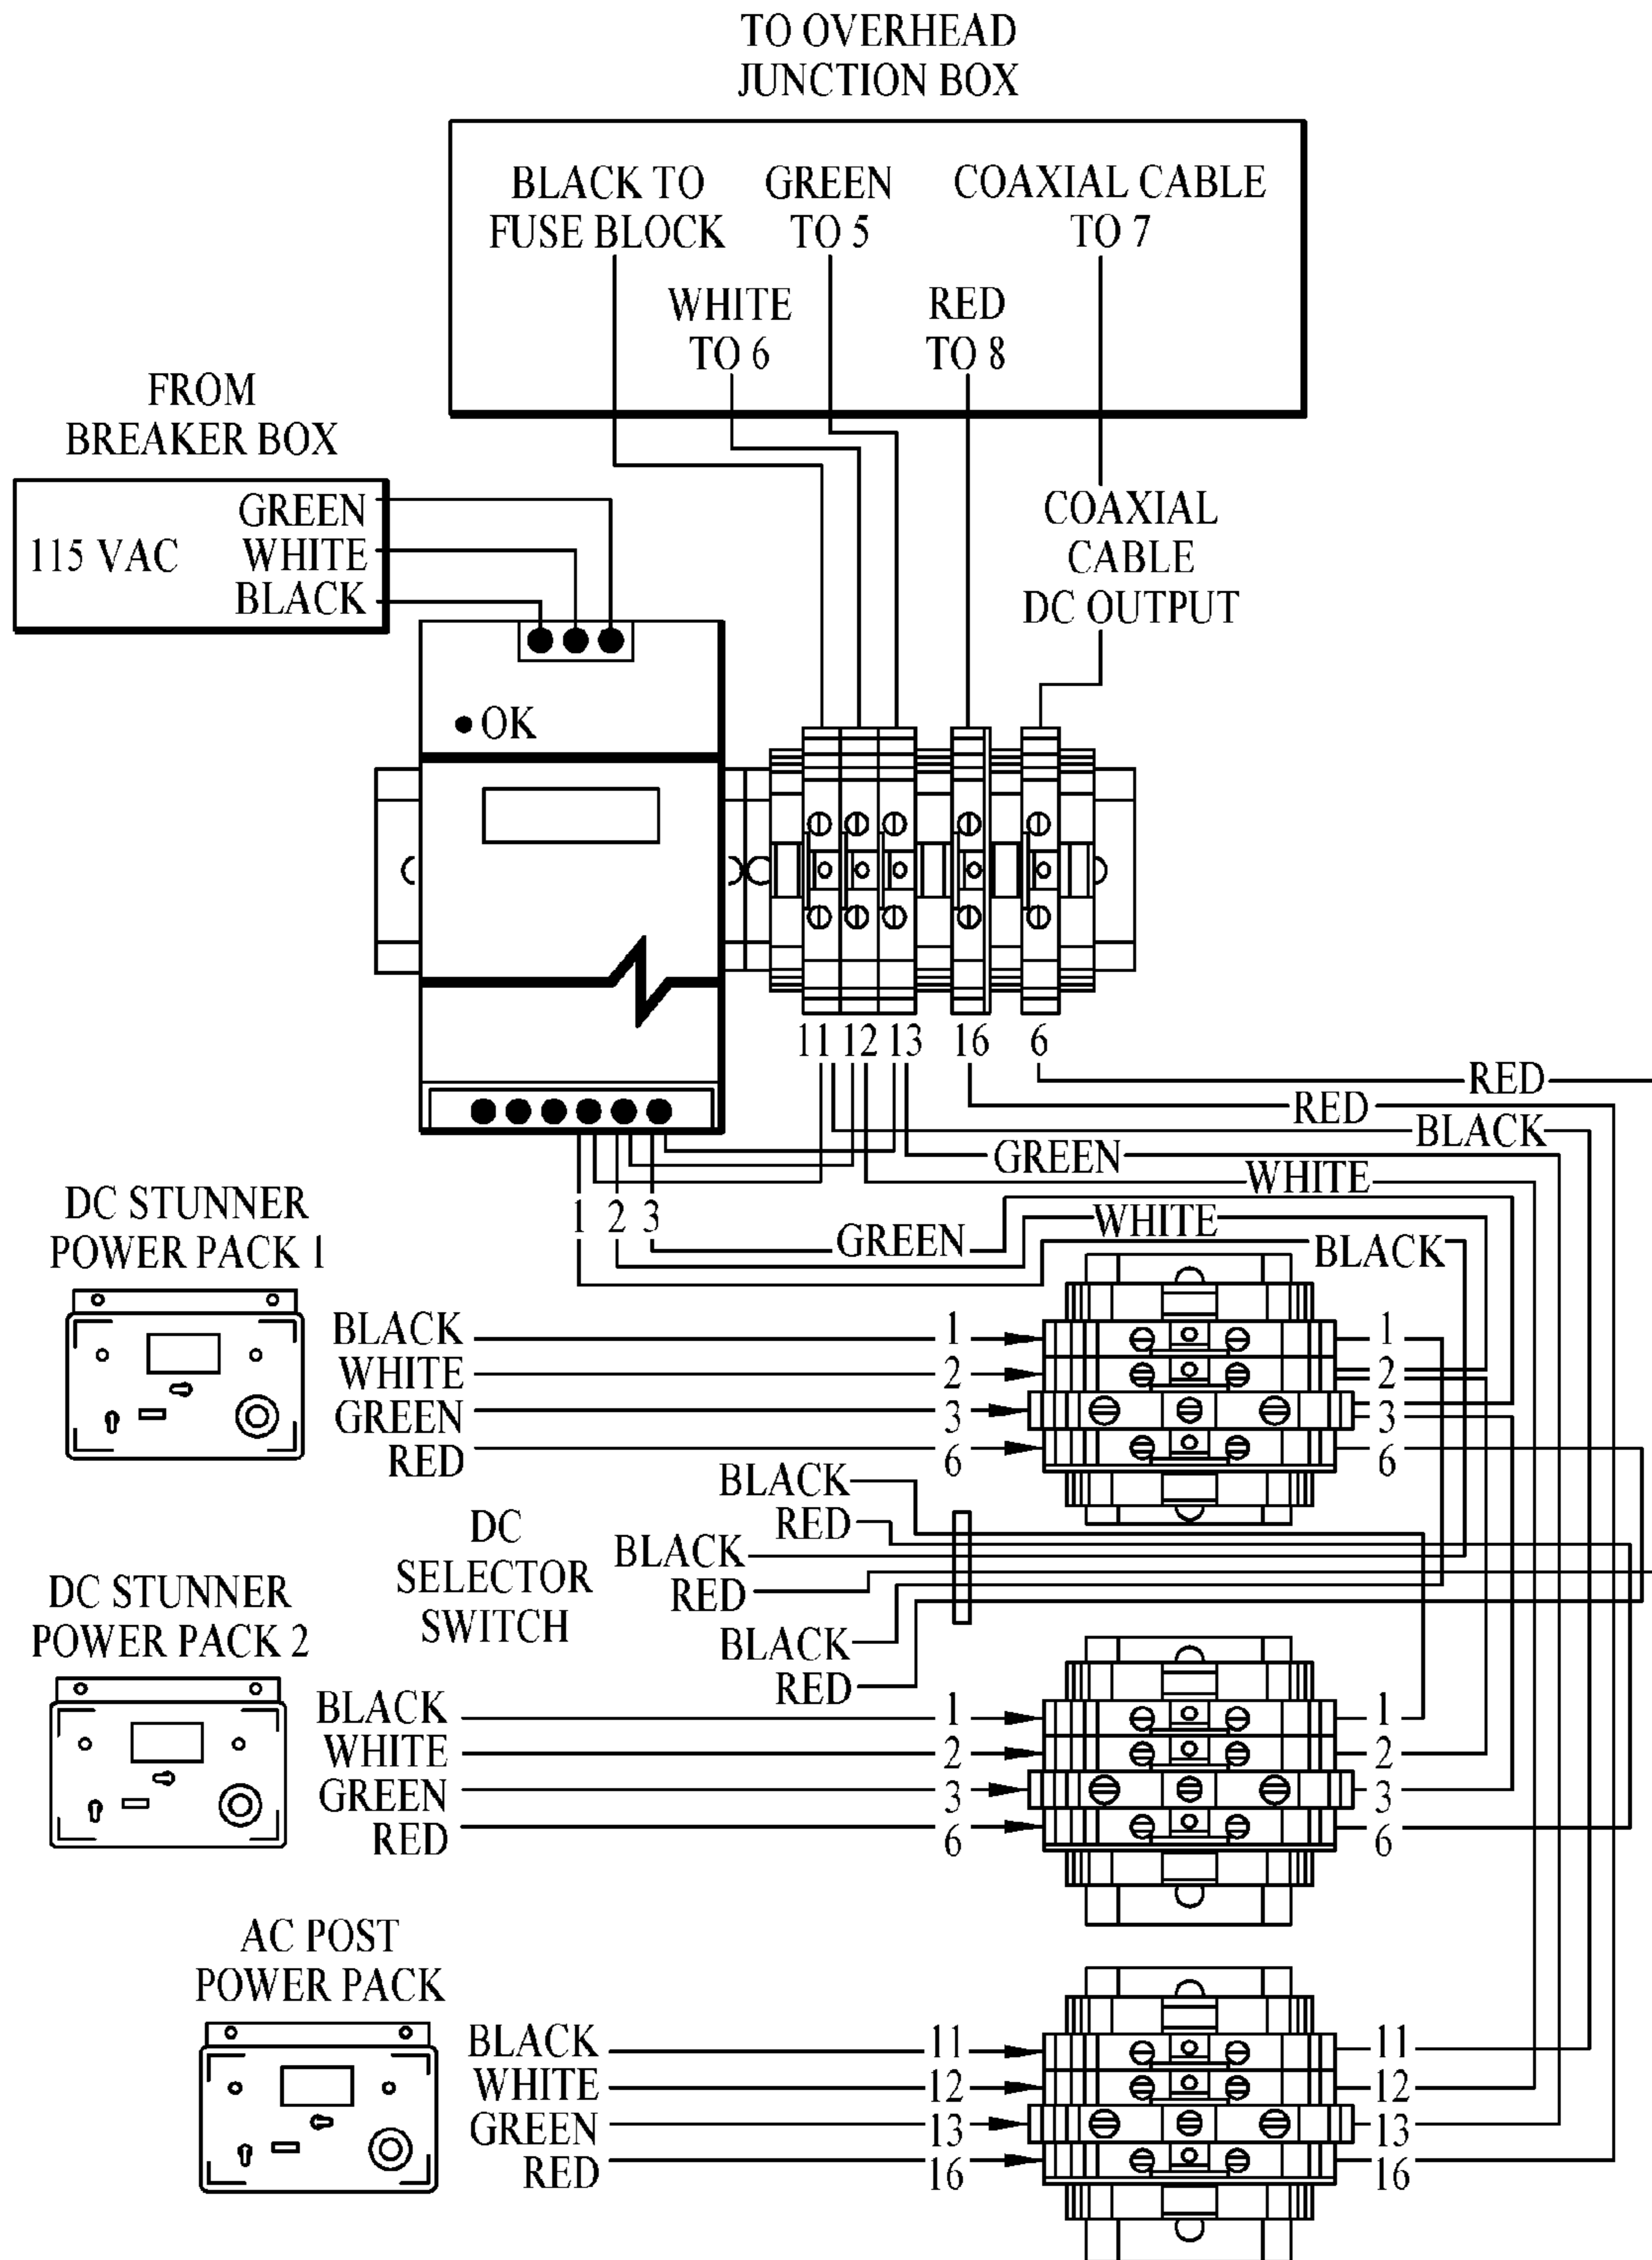 TO OVERHEAD
JUNCTION BOX
BLACK TO
FUSE BLOCK
GREEN
TO 5
COAXIAL CABLE
TO 7
WHITE
TO 6
RED
TO 8
FROM
BREAKER BOX
115 VAC
GREEN
WHITE
BLACK
COAXIAL
CABLE
DC OUTPUT
OK
11 12 13 16 6
RED
RED
BLACK
GREEN
WHITE
1 2 3
WHITE
GREEN
BLACK
DC STUNNER
POWER PACK 1
BLACK 1 1
WHITE 2 2
GREEN 3 3
RED 6 6
DC
SELECTOR
SWITCH
BLACK
RED
BLACK
RED
BLACK
RED
DC STUNNER
POWER PACK 2
BLACK 1 1
WHITE 2 2
GREEN 3 3
RED 6 6
AC POST
POWER PACK
BLACK 11 11
WHITE 12 12
GREEN 13 13
RED 16 16